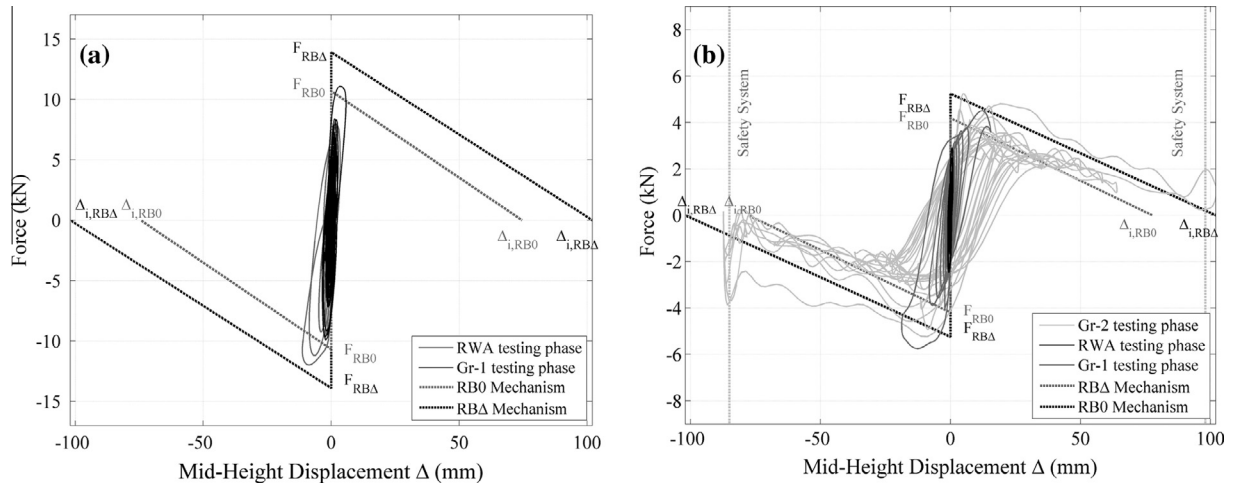 (a)
15
10
5
0
-5
-10
-15
Force (kN)
F_RBΔ
F_RB0
Δ_i,RBΔ Δ_i,RB0
Δ_i,RB0 Δ_i,RBΔ
F_RB0
F_RBΔ
RWA testing phase
Gr-1 testing phase
RB0 Mechanism
RBΔ Mechanism
-100 -50 0 50 100
Mid-Height Displacement Δ (mm)
(b)
8
6
4
2
0
-2
-4
-6
-8
Force (kN)
Safety System
Safety System
F_RBΔ
F_RB0
Δ_i,RBΔ Δ_i,RB0
Δ_i,RB0 Δ_i,RBΔ
F_RB0
F_RBΔ
Gr-2 testing phase
RWA testing phase
Gr-1 testing phase
RBΔ Mechanism
RB0 Mechanism
-100 -50 0 50 100
Mid-Height Displacement Δ (mm)